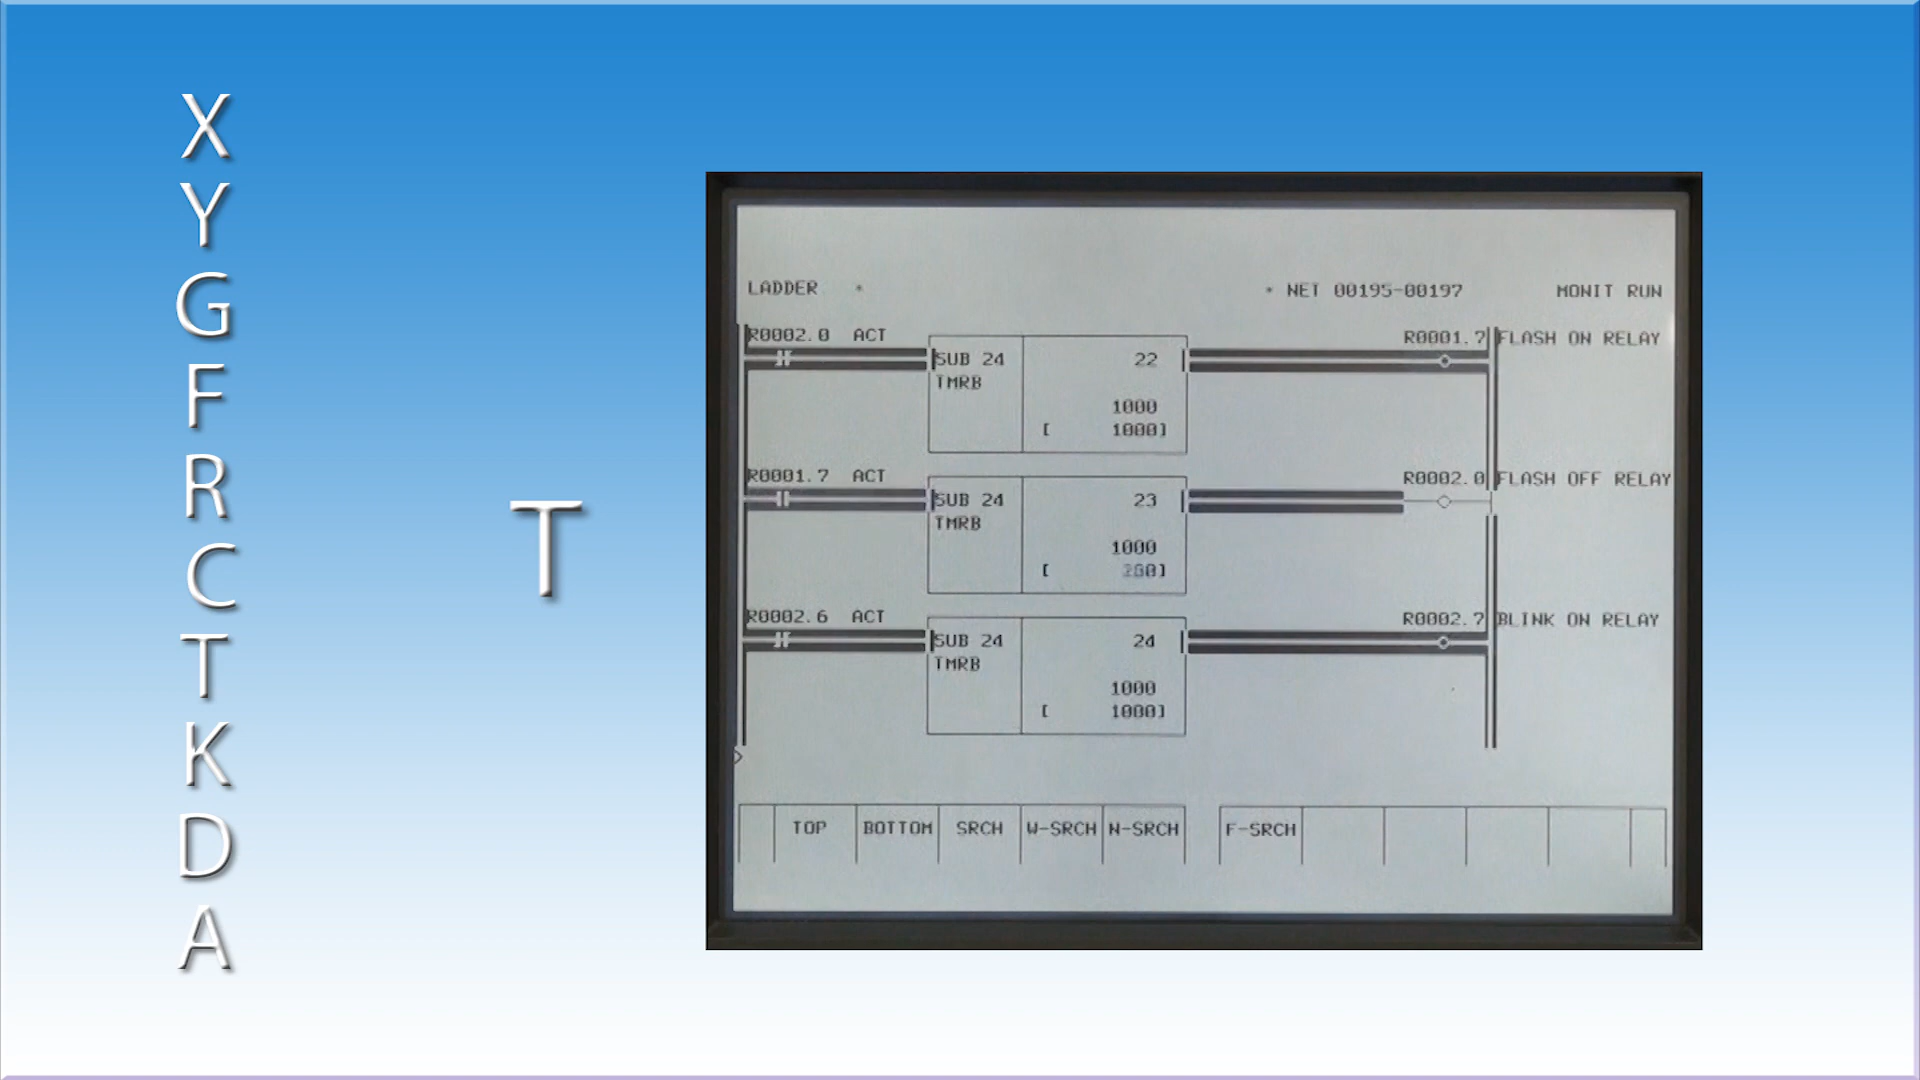 X
Y
G
F
R
C
T
K
D
A
T
LADDER * * NET 00195-00197 MONIT RUN
R0002.0 ACT R0001.7 FLASH ON RELAY
SUB 24 22
TMRB
1000
[ 1000]
R0001.7 ACT R0002.0 FLASH OFF RELAY
SUB 24 23
TMRB
1000
[
R0002.6 ACT R0002.7 BLINK ON RELAY
SUB 24 24
TMRB
1000
[ 1000]
>
TOP BOTTOM SRCH W-SRCH N-SRCH F-SRCH